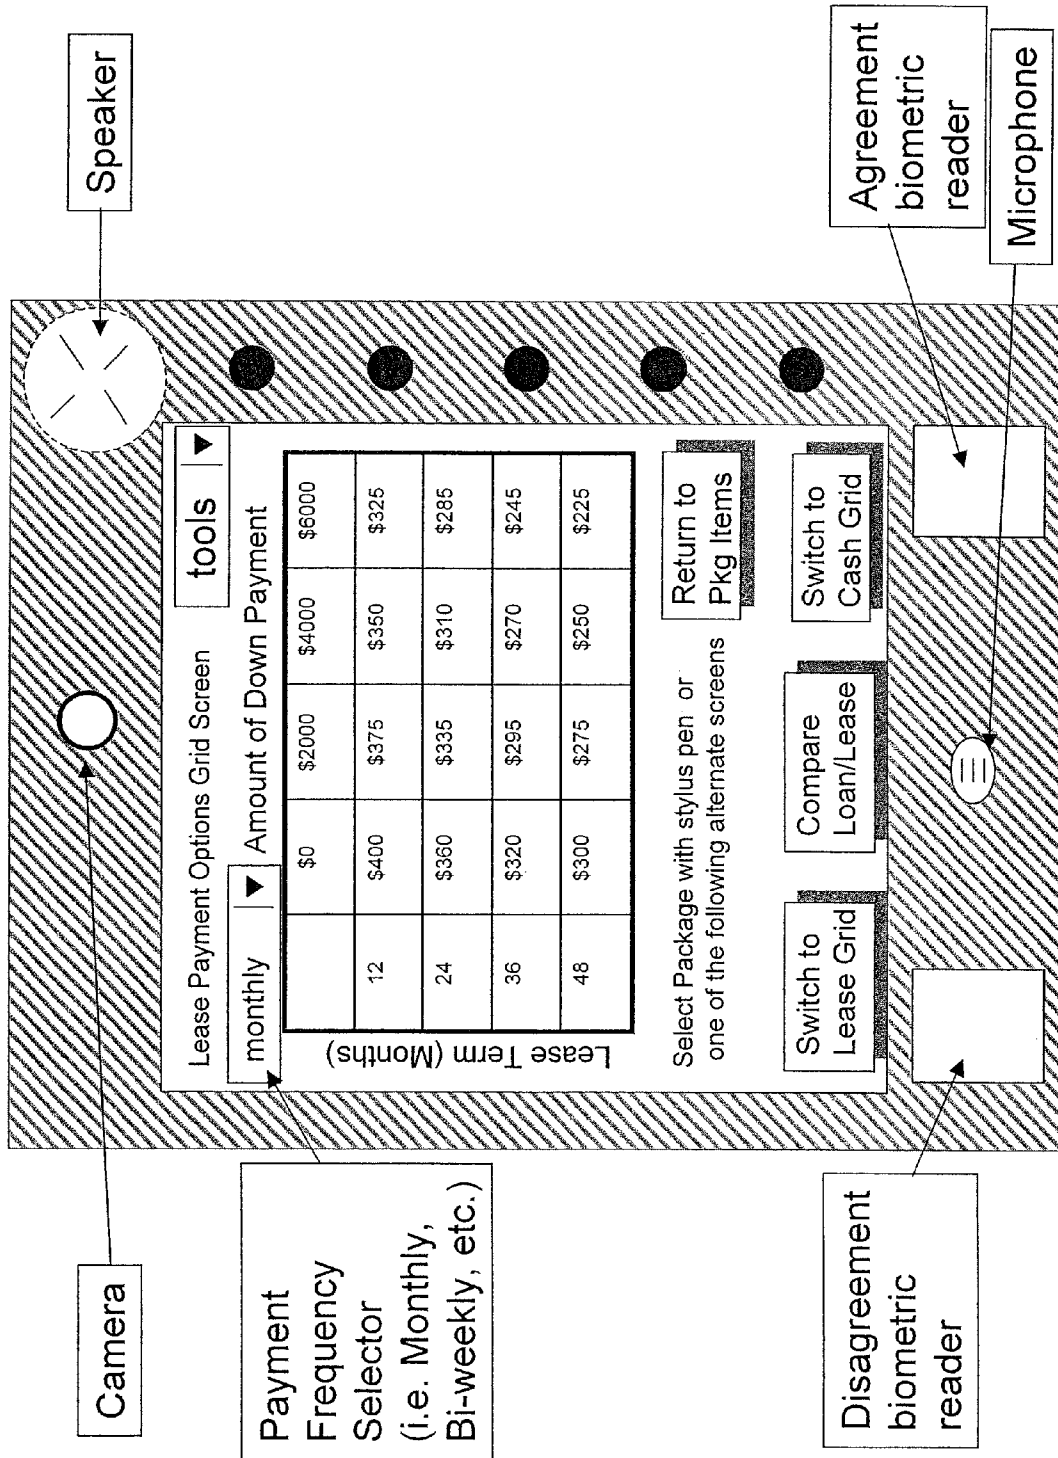 Camera
Speaker
Payment
Frequency
Selector
(i.e. Monthly,
Bi-weekly, etc.)
Lease Payment Options Grid Screen
tools
monthly
Amount of Down Payment
Lease Term (Months)
$0 $2000 $4000 $6000
12 $400 $375 $350 $325
24 $360 $335 $310 $285
36 $320 $295 $270 $245
48 $300 $275 $250 $225
Select Package with stylus pen or
one of the following alternate screens
Return to
Pkg Items
Switch to
Lease Grid
Compare
Loan/Lease
Switch to
Cash Grid
Disagreement
biometric
reader
Agreement
biometric
reader
Microphone